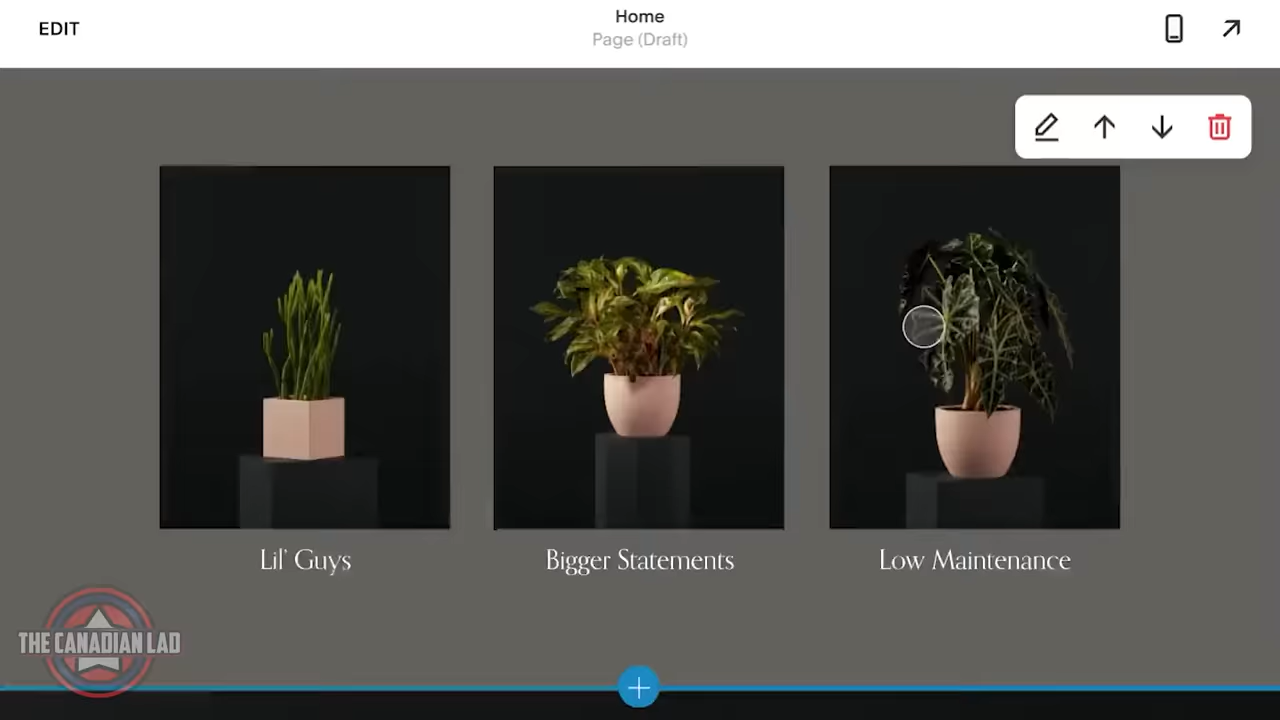 EDIT
Home
Page (Draft)
Lil' Guys
Bigger Statements
Low Maintenance
THE CANADIAN LAD